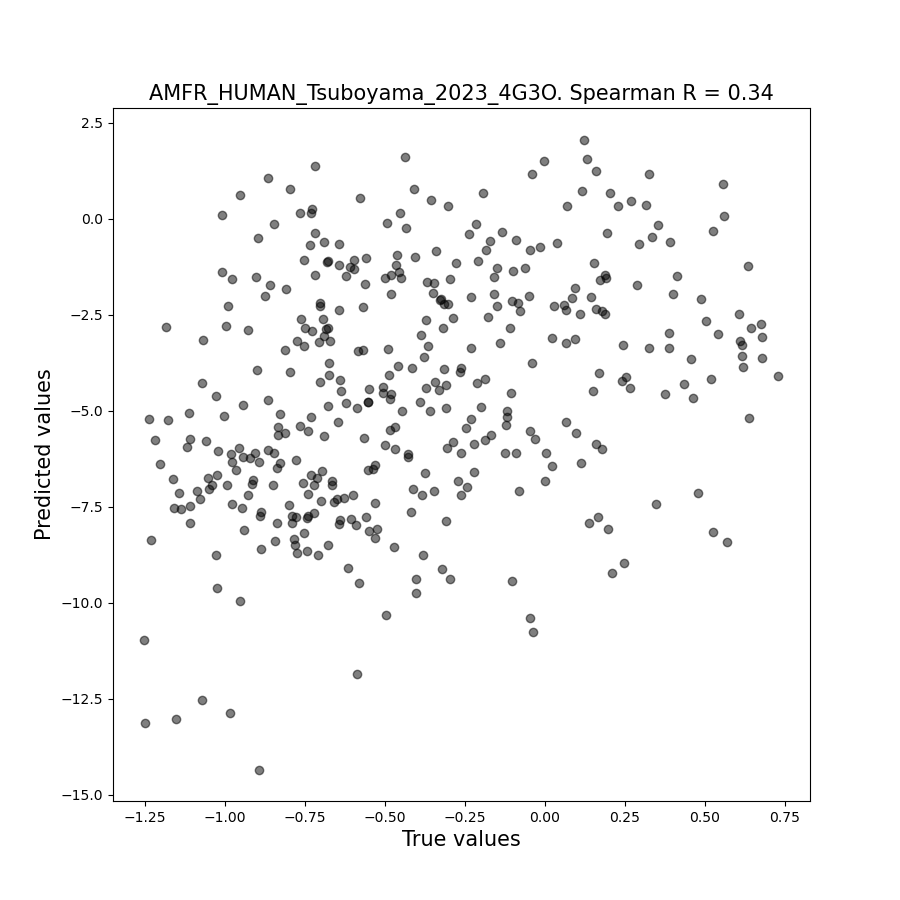 AMFR_HUMAN_Tsuboyama_2023_4G3O. Spearman R = 0.34
2.5
0.0
−2.5
−5.0
−7.5
−10.0
−12.5
−15.0
Predicted values
−1.25 −1.00 −0.75 −0.50 −0.25 0.00 0.25 0.50 0.75
True values